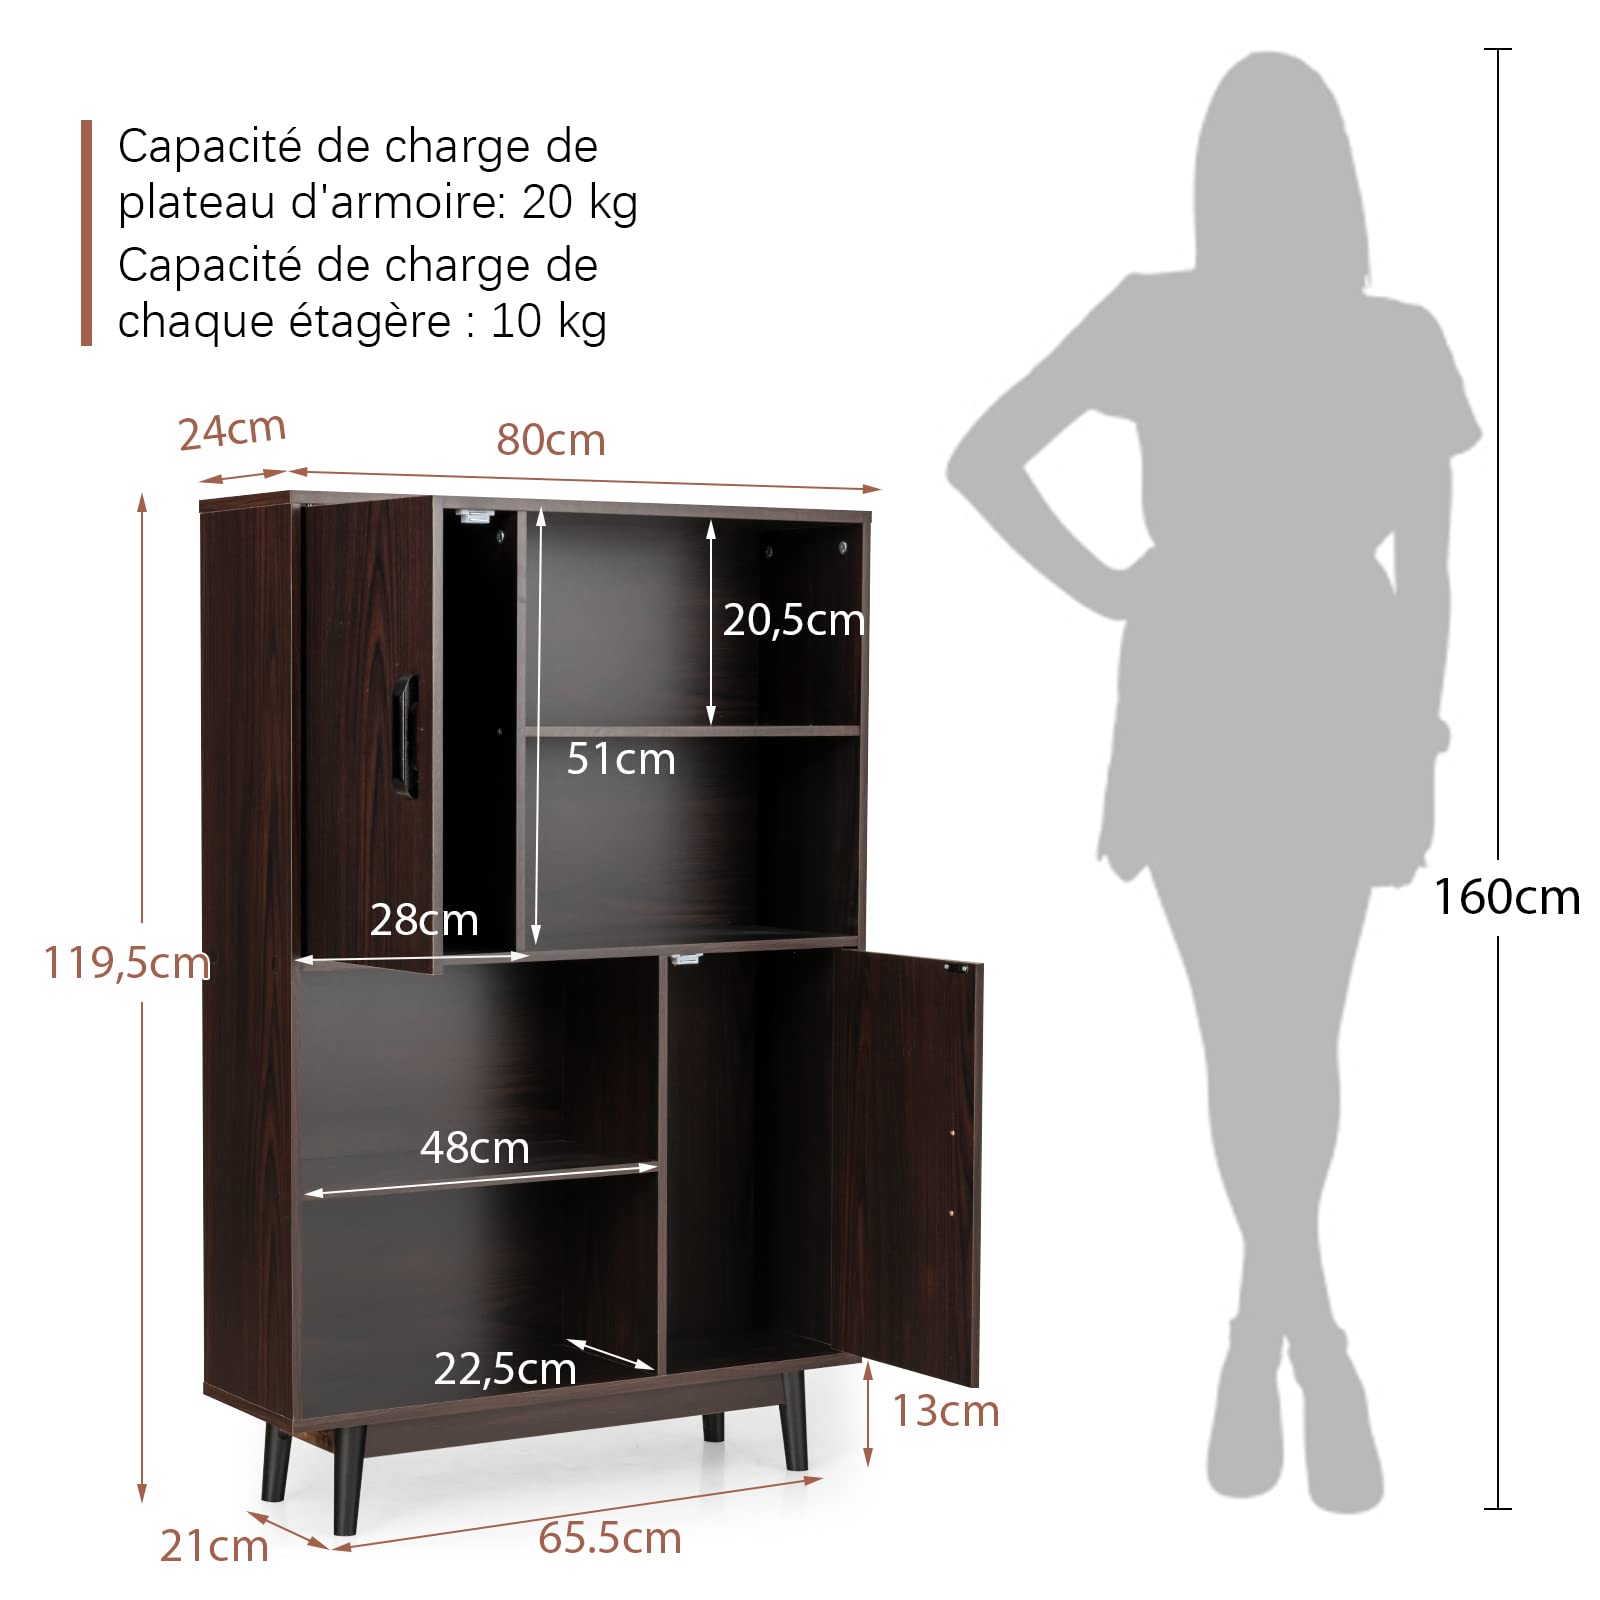 Capacité de charge de
plateau d'armoire: 20 kg
Capacité de charge de
chaque étagère : 10 kg
24cm
80cm
20,5cm
51cm
28cm
160cm
119,5cm
48cm
22,5cm
13cm
21cm
65.5cm